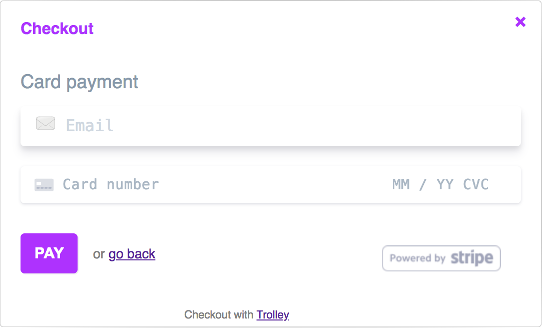 Checkout ×
Card payment
Email
Card number MM / YY CVC
PAY or go back Powered by stripe
Checkout with Trolley